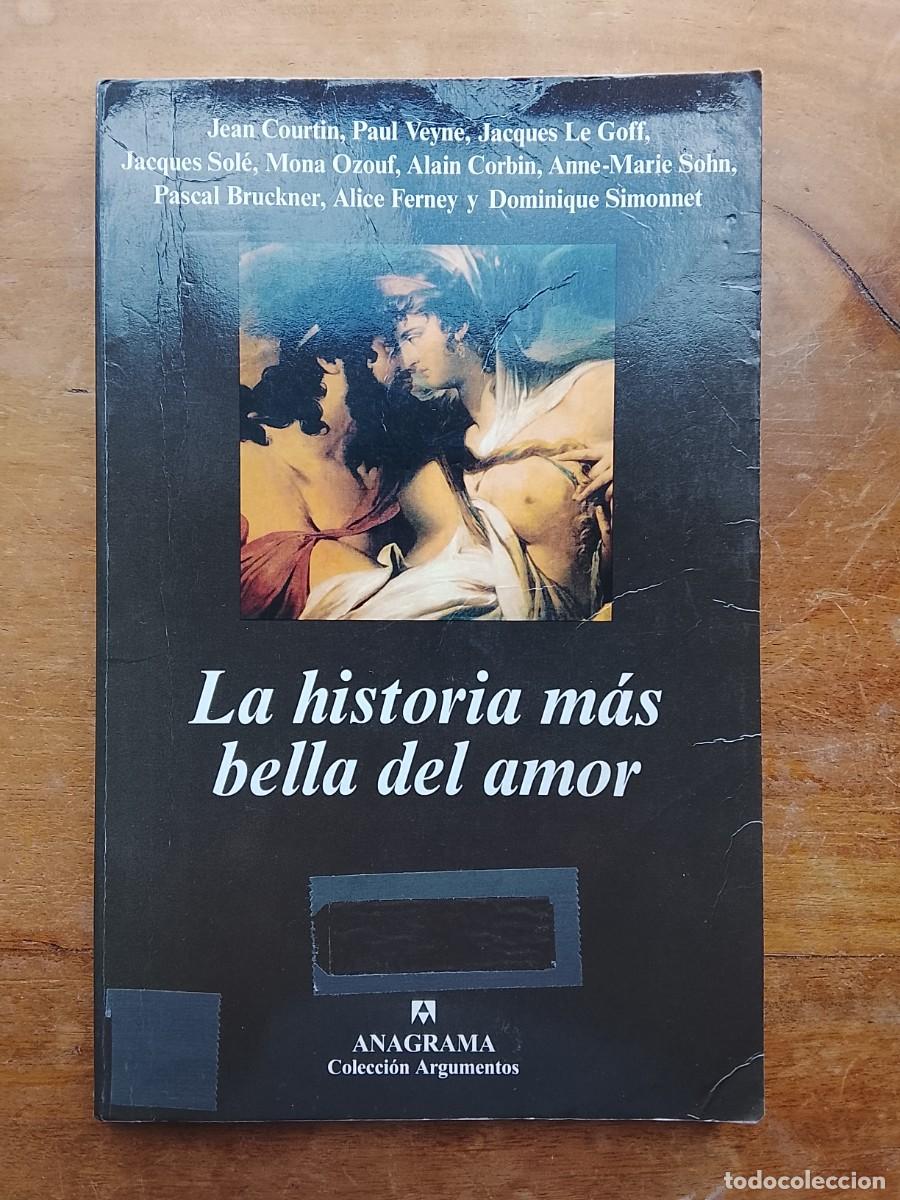 Jean Courtin, Paul Veyne, Jacques Le Goff,
Jacques Solé, Mona Ozouf, Alain Corbin, Anne-Marie Sohn,
Pascal Bruckner, Alice Ferney y Dominique Simonnet
La historia más
bella del amor
ANAGRAMA
Colección Argumentos
todocoleccion